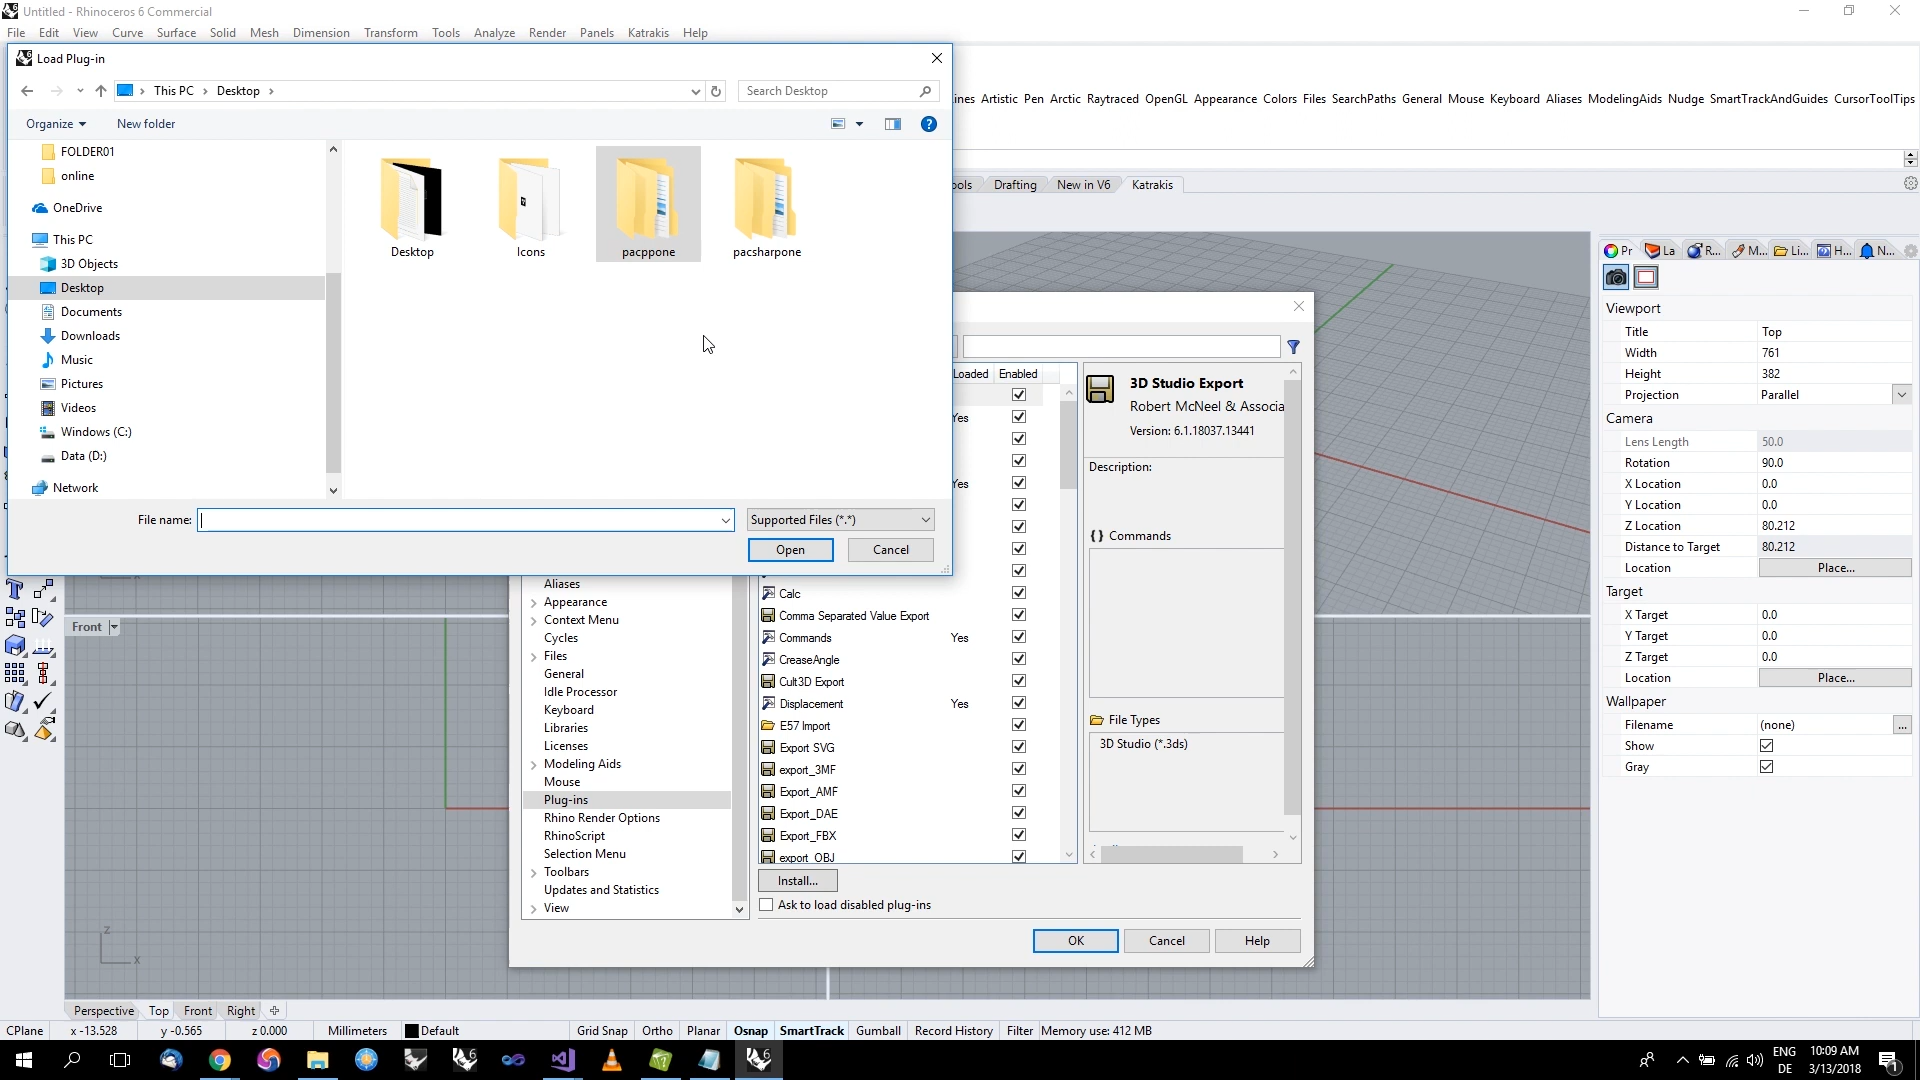 Untitled - Rhinoceros 6 Commercial
File Edit View Curve Surface Solid Mesh Dimension Transform Tools Analyze Render Panels Katrakis Help
Load Plug-in
This PC > Desktop >
Search Desktop
Organize New folder
FOLDER01
online
OneDrive
This PC
3D Objects
Desktop
Documents
Downloads
Music
Pictures
Videos
Windows (C:)
Data (D:)
Network
Desktop
Icons
pacppone
pacsharpone
File name:
Supported Files (*.*)
Open Cancel
ines Artistic Pen Arctic Raytraced OpenGL Appearance Colors Files SearchPaths General Mouse Keyboard Aliases ModelingAids Nudge SmartTrackAndGuides CursorToolTips
ools Drafting New in V6 Katrakis
Loaded Enabled
Yes
Yes
Calc
Comma Separated Value Export
Commands Yes
CreaseAngle
Cult3D Export
Displacement Yes
E57 Import
Export SVG
export_3MF
Export_AMF
Export_DAE
Export_FBX
export_OBJ
Install...
Ask to load disabled plug-ins
OK Cancel Help
3D Studio Export
Robert McNeel & Associa
Version: 6.1.18037.13441
Description:
{ } Commands
File Types
3D Studio (*.3ds)
Aliases
Appearance
Context Menu
Cycles
Files
General
Idle Processor
Keyboard
Libraries
Licenses
Modeling Aids
Mouse
Plug-ins
Rhino Render Options
RhinoScript
Selection Menu
Toolbars
Updates and Statistics
View
Front
z
x
Pr La R... M... Li... H... N...
Viewport
Title Top
Width 761
Height 382
Projection Parallel
Camera
Lens Length 50.0
Rotation 90.0
X Location 0.0
Y Location 0.0
Z Location 80.212
Distance to Target 80.212
Location Place...
Target
X Target 0.0
Y Target 0.0
Z Target 0.0
Location Place...
Wallpaper
Filename (none) ...
Show
Gray
Perspective Top Front Right
CPlane x -13.528 y -0.565 z 0.000 Millimeters Default Grid Snap Ortho Planar Osnap SmartTrack Gumball Record History Filter Memory use: 412 MB
ENG
DE
10:09 AM
3/13/2018
1